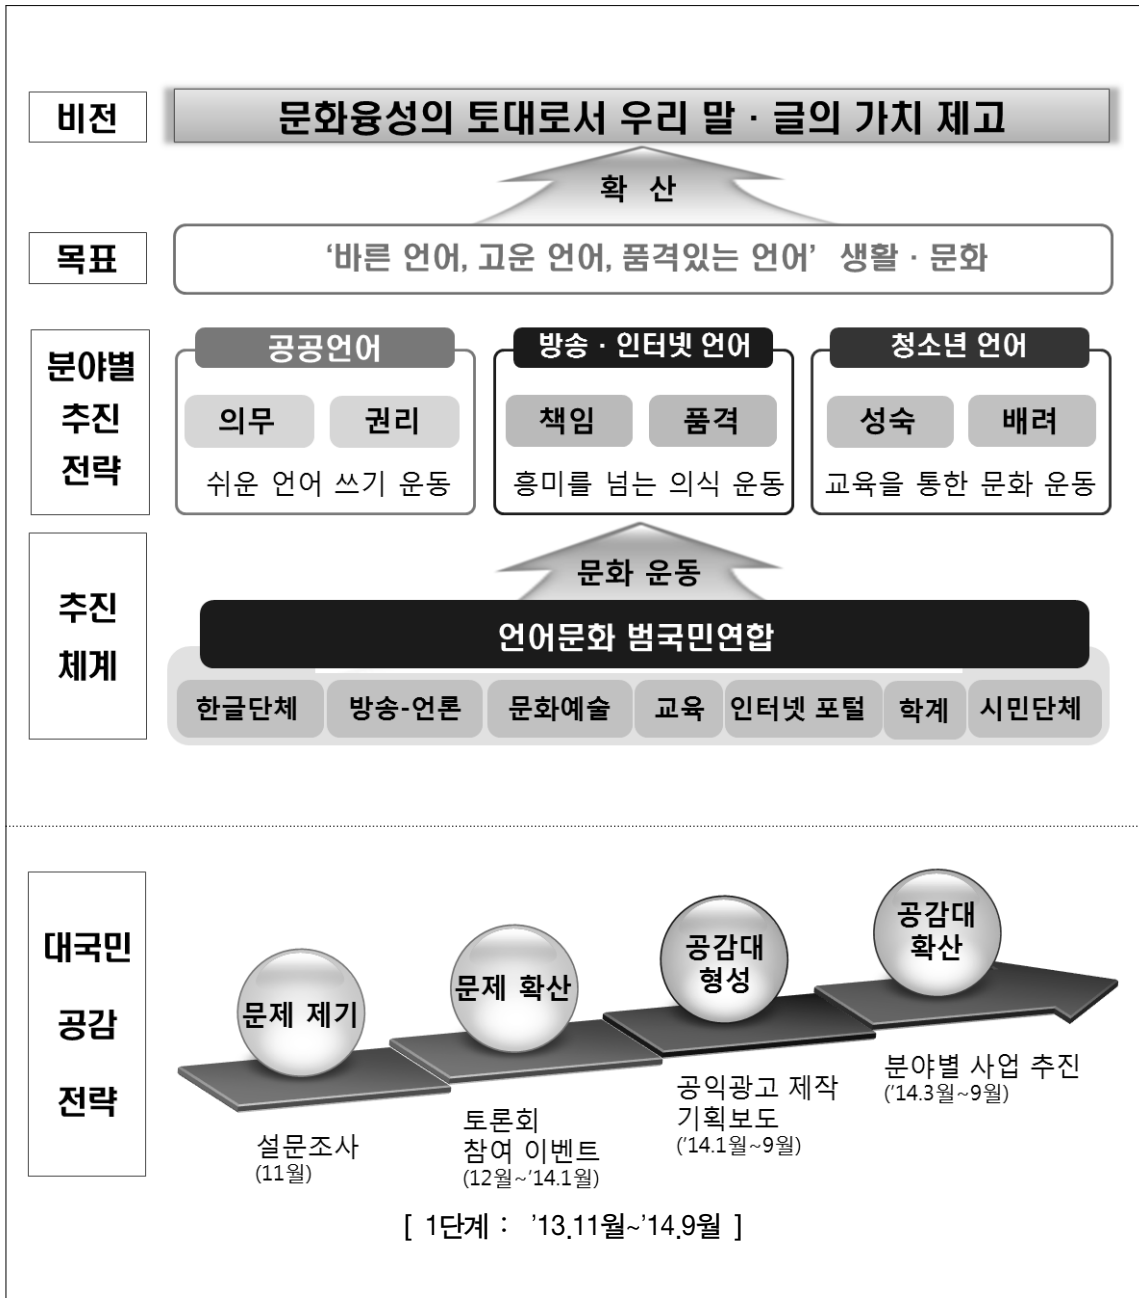 비전
문화융성의 토대로서 우리 말 · 글의 가치 제고
확 산
목표
‘바른 언어, 고운 언어, 품격있는 언어’ 생활 · 문화
분야별
추진
전략
공공언어
의무 권리
쉬운 언어 쓰기 운동
방송 · 인터넷 언어
책임 품격
흥미를 넘는 의식 운동
청소년 언어
성숙 배려
교육을 통한 문화 운동
추진
체계
문화 운동
언어문화 범국민연합
한글단체 방송-언론 문화예술 교육 인터넷 포털 학계 시민단체
대국민
공감
전략
문제 제기
설문조사
(11월)
문제 확산
토론회
참여 이벤트
(12월~’14.1월)
공감대
형성
공익광고 제작
기획보도
(’14.1월~9월)
공감대
확산
분야별 사업 추진
(’14.3월~9월)
[ 1단계 : ’13.11월~’14.9월 ]